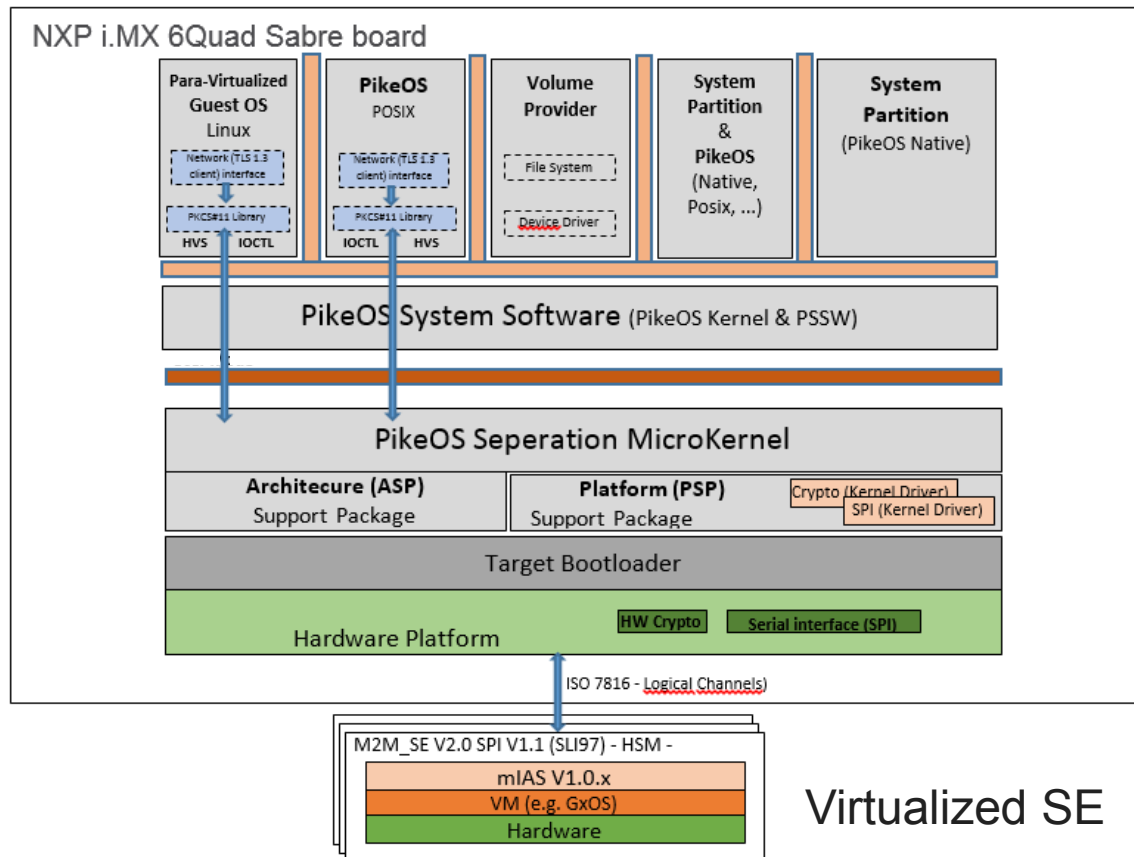 NXP i.MX 6Quad Sabre board
Para-Virtualized
Guest OS
Linux
Network (TLS 1.3
client) interface
PKCS#11 Library
HVS IOCTL
PikeOS
POSIX
Network (TLS 1.3
client) interface
PKCS#11 Library
IOCTL HVS
Volume
Provider
File System
Device Driver
System
Partition
&
PikeOS
(Native,
Posix, ...)
System
Partition
(PikeOS Native)
PikeOS System Software (PikeOS Kernel & PSSW)
PikeOS Seperation MicroKernel
Architecure (ASP)
Support Package
Platform (PSP)
Support Package
Crypto (Kernel Driver)
SPI (Kernel Driver)
Target Bootloader
Hardware Platform
HW Crypto
Serial interface (SPI)
ISO 7816 - Logical Channels)
M2M_SE V2.0 SPI V1.1 (SLI97) - HSM -
mIAS V1.0.x
VM (e.g. GxOS)
Hardware
Virtualized SE